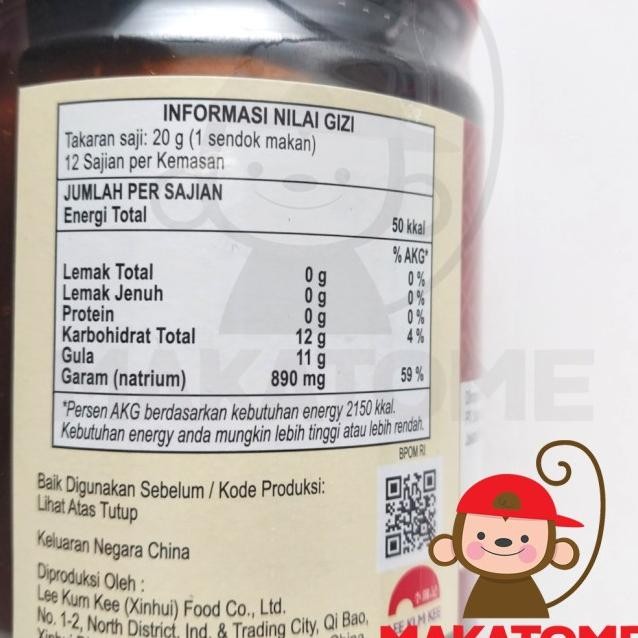 INFORMASI NILAI GIZI
Takaran saji: 20 g (1 sendok makan)
12 Sajian per Kemasan
JUMLAH PER SAJIAN
Energi Total 50 kkal
% AKG*
Lemak Total 0 g 0 %
Lemak Jenuh 0 g 0 %
Protein 0 g 0 %
Karbohidrat Total 12 g 4 %
Gula 11 g
Garam (natrium) 890 mg 59 %
*Persen AKG berdasarkan kebutuhan energy 2150 kkal.
Kebutuhan energy anda mungkin lebih tinggi atau lebih rendah.
BPOM RI
Baik Digunakan Sebelum / Kode Produksi:
Lihat Atas Tutup
Keluaran Negara China
Diproduksi Oleh :
Lee Kum Kee (Xinhui) Food Co., Ltd.
No. 1-2, North District, Ind. & Trading City, Qi Bao,
LEE KUM KEE
MAKATOME
MAKATOME